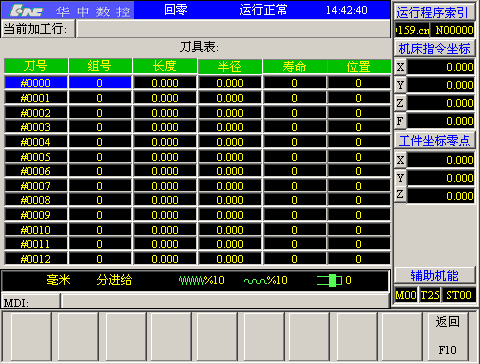 华中数控 回零 运行正常 14:42:40
运行程序索引
当前加工行:
O159.cn N00000
刀具表:
机床指令坐标
刀号 组号 长度 半径 寿命 位置
#0000 0 0.000 0.000 0 0
#0001 0 0.000 0.000 0 0
#0002 0 0.000 0.000 0 0
#0003 0 0.000 0.000 0 0
#0004 0 0.000 0.000 0 0
#0005 0 0.000 0.000 0 0
#0006 0 0.000 0.000 0 0
#0007 0 0.000 0.000 0 0
#0008 0 0.000 0.000 0 0
#0009 0 0.000 0.000 0 0
#0010 0 0.000 0.000 0 0
#0011 0 0.000 0.000 0 0
#0012 0 0.000 0.000 0 0
X 0.000
Y 0.000
Z 0.000
F 0.000
工件坐标零点
X 0.000
Y 0.000
Z 0.000
毫米 分进给 %10 %10 0
辅助机能
M00 T25 ST00
MDI:
返回
F10